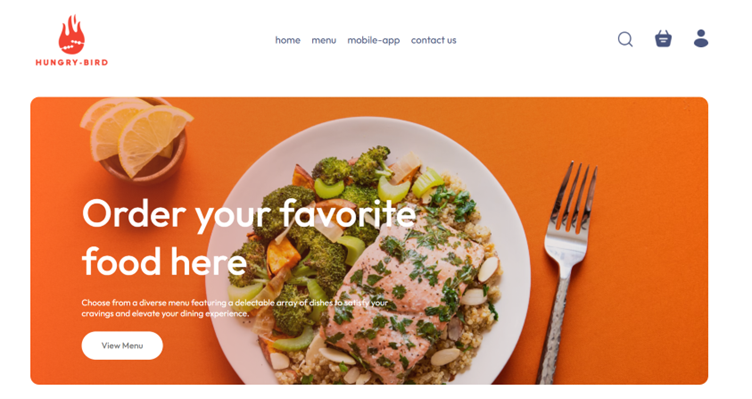 HUNGRY-BIRD
home menu mobile-app contact us
Order your favorite
food here
Choose from a diverse menu featuring a delectable array of dishes to satisfy your
cravings and elevate your dining experience.
View Menu